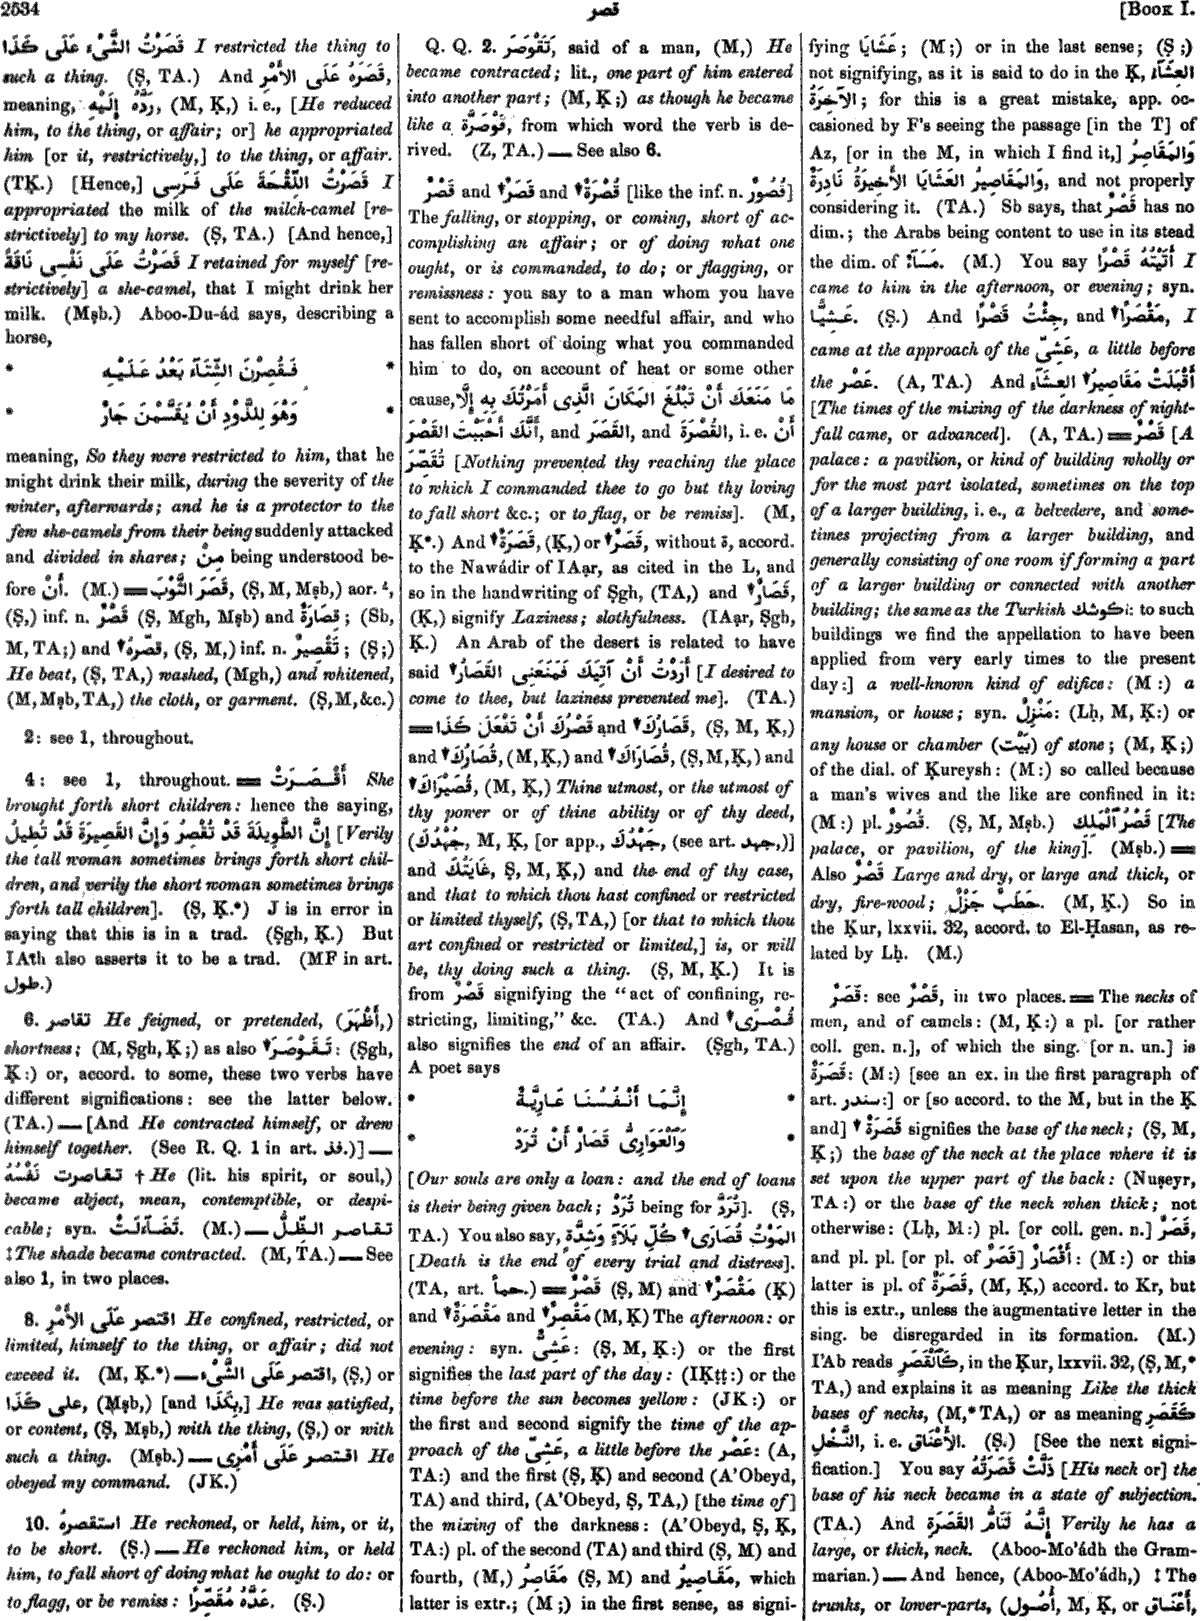 2534
قصر
[Book I.
قَصَرْتُ الشَّىْءَ عَلَى كَذَا I restricted the thing to
such a thing. (Ṣ, TA.) And قَصَرَهُ عَلَى الأَمْرِ,
meaning, رَدَّهُ إِلَيْهِ, (M, Ḳ,) i. e., [He reduced
him, to the thing, or affair; or] he appropriated
him [or it, restrictively,] to the thing, or affair.
(TḲ.) [Hence,] قَصَرْتُ اللِّقْحَةَ عَلَى فَرَسِى I
appropriated the milk of the milch-camel [re-
strictively] to my horse. (Ṣ, TA.) [And hence,]
قَصَرْتُ عَلَى نَفْسِى نَاقَةً I retained for myself [re-
strictively] a she-camel, that I might drink her
milk. (Mṣb.) Aboo-Du-ád says, describing a
horse,
* فَقُصِرْنَ الشِّتَآءَ بَعْدُ عَلَيْهِ *
* وَهْوَ لِلذَّوْدِ أَنْ يُقَسَّمْنَ جَارُ *
meaning, So they were restricted to him, that he
might drink their milk, during the severity of the
winter, afterwards; and he is a protector to the
few she-camels from their being suddenly attacked
and divided in shares; مِنْ being understood be-
fore أَنْ. (M.) ══ قَصَرَ الثَّوْبَ, (Ṣ, M, Mṣb,) aor. ـُ,
(Ṣ,) inf. n. قَصْرٌ (Ṣ, Mgh, Mṣb) and قِصَارَةٌ; (Sb,
M, TA;) and ▼ قصّرهُ, (Ṣ, M,) inf. n. تَقْصِيرٌ; (Ṣ;)
He beat, (Ṣ, TA,) washed, (Mgh,) and whitened,
(M, Mṣb, TA,) the cloth, or garment. (Ṣ, M, &c.)
2: see 1, throughout.
4: see 1, throughout. ══ أَقْصَرَتْ She
brought forth short children: hence the saying,
إِنَّ الطَّوِيلَةَ قَدْ تُقْصِرُ وَإِنَّ القَصِيرَةَ قَدْ تُطِيلُ [Verily
the tall woman sometimes brings forth short chil-
dren, and verily the short woman sometimes brings
forth tall children]. (Ṣ, Ḳ.*) J is in error in
saying that this is in a trad. (Ṣgh, Ḳ.) But
IAth also asserts it to be a trad. (MF in art.
طول.)
6. تقاصر He feigned, or pretended, (أَظْهَرَ,)
shortness; (M, Ṣgh, Ḳ;) as also ▼ تَقَوْصَرَ: (Ṣgh,
Ḳ:) or, accord. to some, these two verbs have
different significations: see the latter below.
(TA.) — [And He contracted himself, or drew
himself together. (See R. Q. 1 in art. فذ.)] —
تقاصرت نَفْسُهُ † He (lit. his spirit, or soul,)
became abject, mean, contemptible, or despi-
cable; syn. تَضَآءَلَتْ. (M.) — تقاصر الظِّلُّ
‡ The shade became contracted. (M, TA.) — See
also 1, in two places.
8. اقتصر عَلَى الأَمْرِ He confined, restricted, or
limited, himself to the thing, or affair; did not
exceed it. (M, Ḳ.*) — اقتصر عَلَى الشَّىْءِ, (Ṣ,) or
على كَذَا, (Mṣb,) [and بِكَذَا,] He was satisfied,
or content, (Ṣ, Mṣb,) with the thing, (Ṣ,) or with
such a thing. (Mṣb.) — اقتصر عَلَى أَمْرِى He
obeyed my command. (JK.)
10. استقصرهُ He reckoned, or held, him, or it,
to be short. (Ṣ.) — He reckoned him, or held
him, to fall short of doing what he ought to do: or
to flagg, or be remiss: عَدَّهُ مُقَصِّرًا. (Ṣ.)
Q. Q. 2. تَقَوْصَرَ, said of a man, (M,) He
became contracted; lit., one part of him entered
into another part; (M, Ḳ;) as though he became
like a قَوْصَرَّة, from which word the verb is de-
rived. (Z, TA.) — See also 6.
قَصْرٌ and ▼ قَصَرٌ and ▼ قُصْرَةٌ [like the inf. n. قُصُورٌ]
The falling, or stopping, or coming, short of ac-
complishing an affair; or of doing what one
ought, or is commanded, to do; or flagging, or
remissness: you say to a man whom you have
sent to accomplish some needful affair, and who
has fallen short of doing what you commanded
him to do, on account of heat or some other
cause, مَا مَنَعَكَ أَنْ تَبْلُغَ المَكَانَ الَّذِى أَمَرْتُكَ بِهِ إِلَّا
أَنَّكَ أَحْبَبْتَ القَصْرَ, and القَصَرَ, and القُصْرَةَ, i. e. أَنْ
تُقَصِّرَ [Nothing prevented thy reaching the place
to which I commanded thee to go but thy loving
to fall short &c.; or to flag, or be remiss]. (M,
Ḳ*.) And ▼ قَصَرَةٌ, (Ḳ,) or ▼ قَصَرٌ, without ة, accord.
to the Nawádir of IAạr, as cited in the L, and
so in the handwriting of Ṣgh, (TA,) and ▼ قَصَارٌ,
(Ḳ,) signify Laziness; slothfulness. (IAạr, Ṣgh,
Ḳ.) An Arab of the desert is related to have
said أَرَدْتُ أَنْ آتِيَكَ فَمَنَعَنِى القَصَارُ ▼ [I desired to
come to thee, but laziness prevented me]. (TA.)
══ قَصْرُكَ أَنْ تَفْعَلَ كَذَا and ▼ قَصَارُكَ, (Ṣ, M, Ḳ,)
and ▼ قُصَارُكَ, (M, Ḳ,) and ▼ قُصَارَاكَ, (Ṣ, M, Ḳ,) and
▼ قُصَيْرَاكَ, (M, Ḳ,) Thine utmost, or the utmost of
thy power or of thine ability or of thy deed,
(جُهْدُكَ, M, Ḳ, [or app., جَهْدُكَ, (see art. جهد,)]
and غَايَتُكَ, Ṣ, M, Ḳ,) and the end of thy case,
and that to which thou hast confined or restricted
or limited thyself, (Ṣ, TA,) [or that to which thou
art confined or restricted or limited,] is, or will
be, thy doing such a thing. (Ṣ, M, Ḳ.) It is
from قَصْرٌ signifying the "act of confining, re-
stricting, limiting," &c. (TA.) And ▼ قُصْرَى
also signifies the end of an affair. (Ṣgh, TA.)
A poet says
* إِنَّمَا أَنْفُسُنَا عَارِيَّةٌ *
* وَالْعَوَارِىُّ قَصَارٌ أَنْ تُرَدْ *
[Our souls are only a loan: and the end of loans
is their being given back; تُرَدْ being for تُرَدَّ]. (Ṣ,
TA.) You also say, المَوْتُ قُصَارَى ▼ كُلِّ بَلَآءٍ وَشِدَّةٍ
[Death is the end of every trial and distress].
(TA, art. حمأ.) ══ قَصْرٌ (Ṣ, M) and ▼ مَقْصَرٌ (Ḳ)
and ▼ مَقْصَرَةٌ and ▼ مَقْصِرٌ (M, Ḳ) The afternoon: or
evening: syn. عَشِىٌّ: (Ṣ, M, Ḳ:) or the first
signifies the last part of the day: (IḲṭṭ:) or the
time before the sun becomes yellow: (JK:) or
the first and second signify the time of the ap-
proach of the عَشِىّ, a little before the عَصْر: (A,
TA:) and the first (Ṣ, Ḳ) and second (A'Obeyd,
TA) and third, (A'Obeyd, Ṣ, TA,) [the time of]
the mixing of the darkness: (A'Obeyd, Ṣ, Ḳ,
TA:) pl. of the second (TA) and third (Ṣ, M) and
fourth, (M,) مَقَاصِرُ (Ṣ, M) and مَقَاصِيرُ, which
latter is extr.; (M;) in the first sense, as signi-
fying عَشَايَا; (M;) or in the last sense; (Ṣ;)
not signifying, as it is said to do in the Ḳ, العِشَآءُ
الآخِرَةُ; for this is a great mistake, app. oc-
casioned by F's seeing the passage [in the T] of
Az, [or in the M, in which I find it,] وَالمَقَاصِرُ
وَالمَقَاصِيرُ العَشَايَا الأَخِيرَةُ نَادِرَةٌ, and not properly
considering it. (TA.) Sb says, that قَصْرٌ has no
dim.; the Arabs being content to use in its stead
the dim. of مَسَآءٌ. (M.) You say أَتَيْتُهُ قَصْرًا I
came to him in the afternoon, or evening; syn.
عَشِيًّا. (Ṣ.) And جِئْتُ قَصْرًا, and ▼ مَقْصَرًا, I
came at the approach of the عَشِىّ, a little before
the عَصْر. (A, TA.) And أَقْبَلَتْ مَقَاصِيرُ ▼ العِشَآءِ
[The times of the mixing of the darkness of night-
fall came, or advanced]. (A, TA.) ══ قَصْرٌ [A
palace: a pavilion, or kind of building wholly or
for the most part isolated, sometimes on the top
of a larger building, i. e., a belvedere, and some-
times projecting from a larger building, and
generally consisting of one room if forming a part
of a larger building or connected with another
building; the same as the Turkish كوشك: to such
buildings we find the appellation to have been
applied from very early times to the present
day:] a well-known kind of edifice: (M:) a
mansion, or house; syn. مَنْزِلٌ: (Lḥ, M, Ḳ:) or
any house or chamber (بَيْت) of stone; (M, Ḳ;)
of the dial. of Ḳureysh: (M:) so called because
a man's wives and the like are confined in it:
(M:) pl. قُصُورٌ. (Ṣ, M, Mṣb.) قَصْرُ الْمَلِكِ [The
palace, or pavilion, of the king]. (Mṣb.) ══
Also قَصْرٌ Large and dry, or large and thick, or
dry, fire-wood; حَطَبٌ جَزْلٌ. (M, Ḳ.) So in
the Ḳur, lxxvii. 32, accord. to El-Ḥasan, as re-
lated by Lḥ. (M.)
قَصَرٌ: see قَصْرٌ, in two places. ══ The necks of
men, and of camels: (M, Ḳ:) a pl. [or rather
coll. gen. n.], of which the sing. [or n. un.] is
قَصَرَةٌ: (M:) [see an ex. in the first paragraph of
art. سندر:] or [so accord. to the M, but in the Ḳ
and] ▼ قَصَرَةٌ signifies the base of the neck; (Ṣ, M,
Ḳ;) the base of the neck at the place where it is
set upon the upper part of the back: (Nuṣeyr,
TA:) or the base of the neck when thick; not
otherwise: (Lḥ, M:) pl. [or coll. gen. n.] قَصَرٌ,
and pl. pl. [or pl. of قَصَرٌ] أَقْصَارٌ: (M:) or this
latter is pl. of قَصَرَةٌ, (M, Ḳ,) accord. to Kr, but
this is extr., unless the augmentative letter in the
sing. be disregarded in its formation. (M.)
I'Ab reads كَالْقَصَرِ, in the Ḳur, lxxvii. 32, (Ṣ, M,*
TA,) and explains it as meaning Like the thick
bases of necks, (M,* TA,) or as meaning كَقَصَرِ
النَّخْلِ, i. e. الأَعْنَاقِ. (Ṣ.) [See the next signi-
fication.] You say ذَلَّتْ قَصَرَتُهُ [His neck or] the
base of his neck became in a state of subjection.
(TA.) And إِنَّهُ لَتَامُّ القَصَرَةِ Verily he has a
large, or thick, neck. (Aboo-Mo'ádh the Gram-
marian.) — And hence, (Aboo-Mo'ádh,) ‡ The
trunks, or lower-parts, (أُصُول, M, Ḳ, or أَعْنَاق,